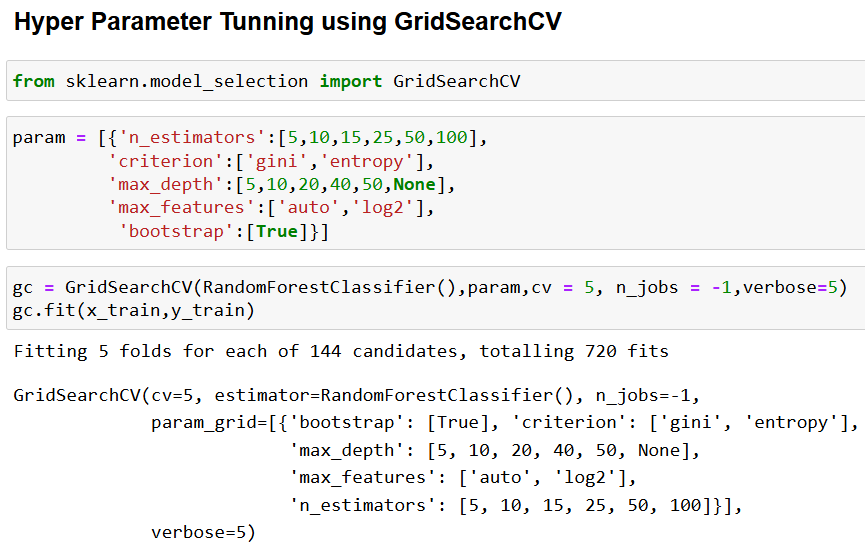 Hyper Parameter Tunning using GridSearchCV
from sklearn.model_selection import GridSearchCV
param = [{'n_estimators':[5,10,15,25,50,100],
'criterion':['gini','entropy'],
'max_depth':[5,10,20,40,50,None],
'max_features':['auto','log2'],
'bootstrap':[True]}]
gc = GridSearchCV(RandomForestClassifier(),param,cv = 5, n_jobs = -1,verbose=5)
gc.fit(x_train,y_train)
Fitting 5 folds for each of 144 candidates, totalling 720 fits
GridSearchCV(cv=5, estimator=RandomForestClassifier(), n_jobs=-1,
param_grid=[{'bootstrap': [True], 'criterion': ['gini', 'entropy'],
'max_depth': [5, 10, 20, 40, 50, None],
'max_features': ['auto', 'log2'],
'n_estimators': [5, 10, 15, 25, 50, 100]}],
verbose=5)